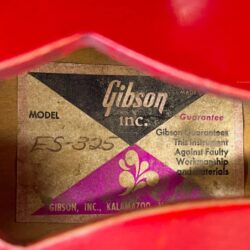 Gibson
INC.
MODEL
ES-325
Guarantee
Gibson Guarantees
This Instrument
Against Faulty
Workmanship
and Materials
GIBSON, INC., KALAMAZOO,